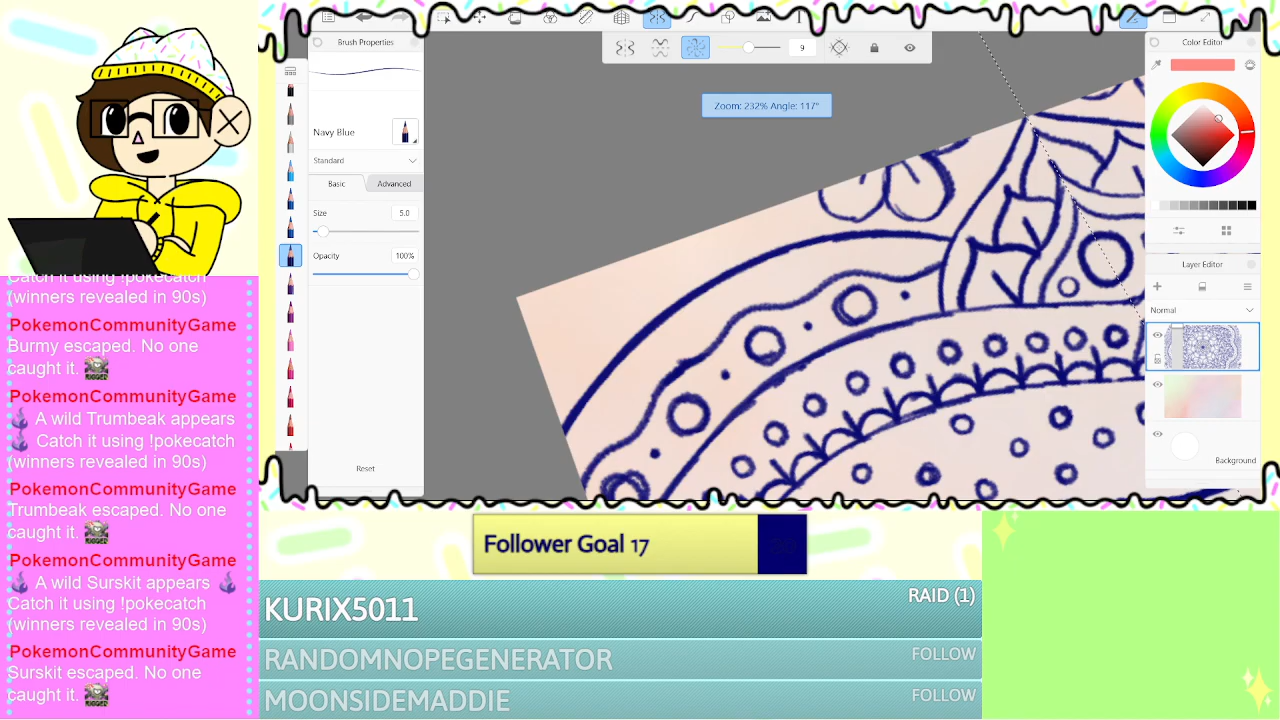 Catch it using !pokecatch
(winners revealed in 90s)
PokemonCommunityGame
Burmy escaped. No one
caught it.
PokemonCommunityGame
A wild Trumbeak appears
Catch it using !pokecatch
(winners revealed in 90s)
PokemonCommunityGame
Trumbeak escaped. No one
caught it.
PokemonCommunityGame
A wild Surskit appears
Catch it using !pokecatch
(winners revealed in 90s)
PokemonCommunityGame
Surskit escaped. No one
caught it.
Brush Properties
Navy Blue
Standard
Basic
Advanced
Size
5.0
Opacity
100%
Reset
9
Zoom: 232% Angle: 117°
Color Editor
Layer Editor
Normal
Background
Follower Goal 17
KURIX5011
RAID (1)
RANDOMNOPEGENERATOR
FOLLOW
MOONSIDEMADDIE
FOLLOW